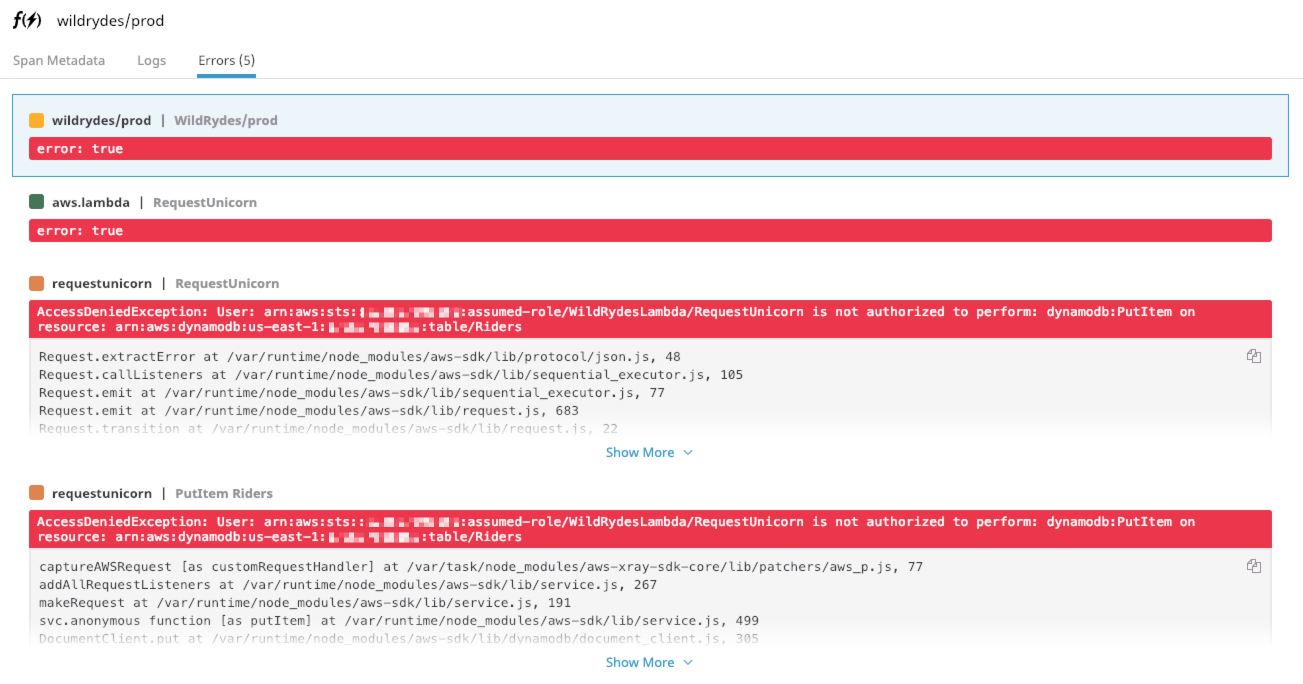 f(⚡) wildrydes/prod
Span Metadata Logs Errors (5)
wildrydes/prod | WildRydes/prod
error: true
aws.lambda | RequestUnicorn
error: true
requestunicorn | RequestUnicorn
AccessDeniedException: User: arn:aws:sts: :assumed-role/WildRydesLambda/RequestUnicorn is not authorized to perform: dynamodb:PutItem on
resource: arn:aws:dynamodb:us-east-1: :table/Riders
Request.extractError at /var/runtime/node_modules/aws-sdk/lib/protocol/json.js, 48
Request.callListeners at /var/runtime/node_modules/aws-sdk/lib/sequential_executor.js, 105
Request.emit at /var/runtime/node_modules/aws-sdk/lib/sequential_executor.js, 77
Request.emit at /var/runtime/node_modules/aws-sdk/lib/request.js, 683
Request.transition at /var/runtime/node_modules/aws-sdk/lib/request.js, 22
Show More
requestunicorn | PutItem Riders
AccessDeniedException: User: arn:aws:sts:: :assumed-role/WildRydesLambda/RequestUnicorn is not authorized to perform: dynamodb:PutItem on
resource: arn:aws:dynamodb:us-east-1: :table/Riders
captureAWSRequest [as customRequestHandler] at /var/task/node_modules/aws-xray-sdk-core/lib/patchers/aws_p.js, 77
addAllRequestListeners at /var/runtime/node_modules/aws-sdk/lib/service.js, 267
makeRequest at /var/runtime/node_modules/aws-sdk/lib/service.js, 191
svc.anonymous function [as putItem] at /var/runtime/node_modules/aws-sdk/lib/service.js, 499
DocumentClient.put at /var/runtime/node_modules/aws-sdk/lib/dynamodb/document_client.js, 305
Show More